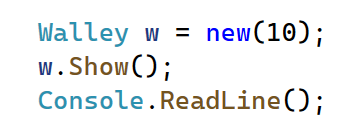 Walley w = new(10);
w.Show();
Console.ReadLine();